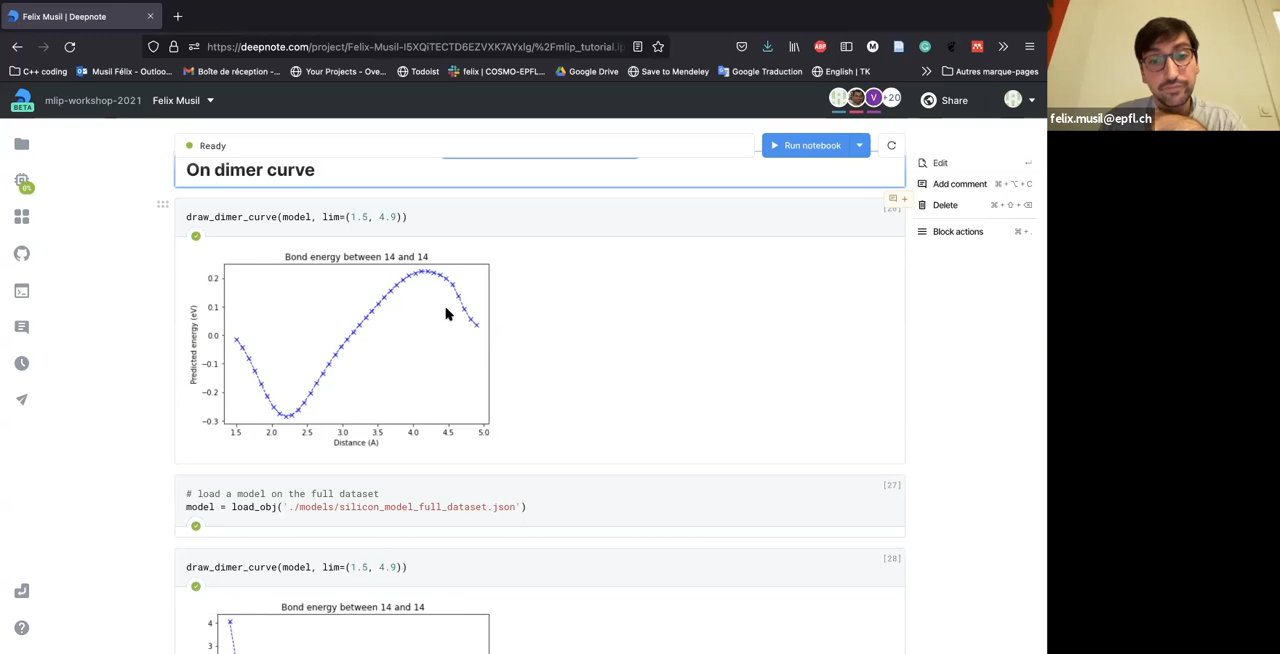 Felix Musil | Deepnote
https://deepnote.com/project/Felix-Musil-I5XQiTECTD6EZVXK7AYxIg/%2Fmlip_tutorial.ip
C++ coding
Musil Félix - Outloo...
Boîte de réception -...
Your Projects - Ove...
Todoist
felix | COSMO-EPFL...
Google Drive
Save to Mendeley
Google Traduction
English | TK
Autres marque-pages
BETA
mlip-workshop-2021
Felix Musil
V
+20
Share
felix.musil@epfl.ch
Ready
Run notebook
0%
On dimer curve
Edit
Add comment
⌘ + ⌥ + C
Delete
⌘ + ⇧ + ⌫
Block actions
⌘ + .
draw_dimer_curve(model, lim=(1.5, 4.9))
[26]
Bond energy between 14 and 14
Predicted energy (eV)
0.2
0.1
0.0
−0.1
−0.2
−0.3
1.5 2.0 2.5 3.0 3.5 4.0 4.5 5.0
Distance (A)
# load a model on the full dataset
[27]
model = load_obj('./models/silicon_model_full_dataset.json')
draw_dimer_curve(model, lim=(1.5, 4.9))
[28]
Bond energy between 14 and 14
4
3